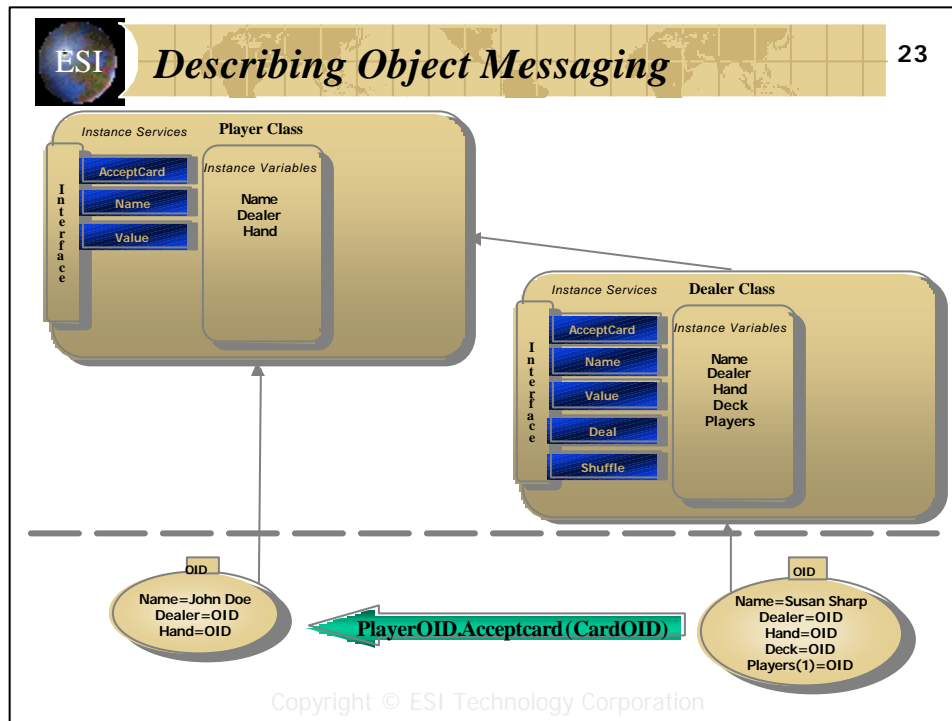 ESI
Describing Object Messaging
23
Instance Services
Player Class
Interface
AcceptCard
Name
Value
Instance Variables
Name
Dealer
Hand
Instance Services
Dealer Class
Interface
AcceptCard
Name
Value
Deal
Shuffle
Instance Variables
Name
Dealer
Hand
Deck
Players
OID
Name=John Doe
Dealer=OID
Hand=OID
PlayerOID.Acceptcard(CardOID)
OID
Name=Susan Sharp
Dealer=OID
Hand=OID
Deck=OID
Players(1)=OID
Copyright © ESI Technology Corporation